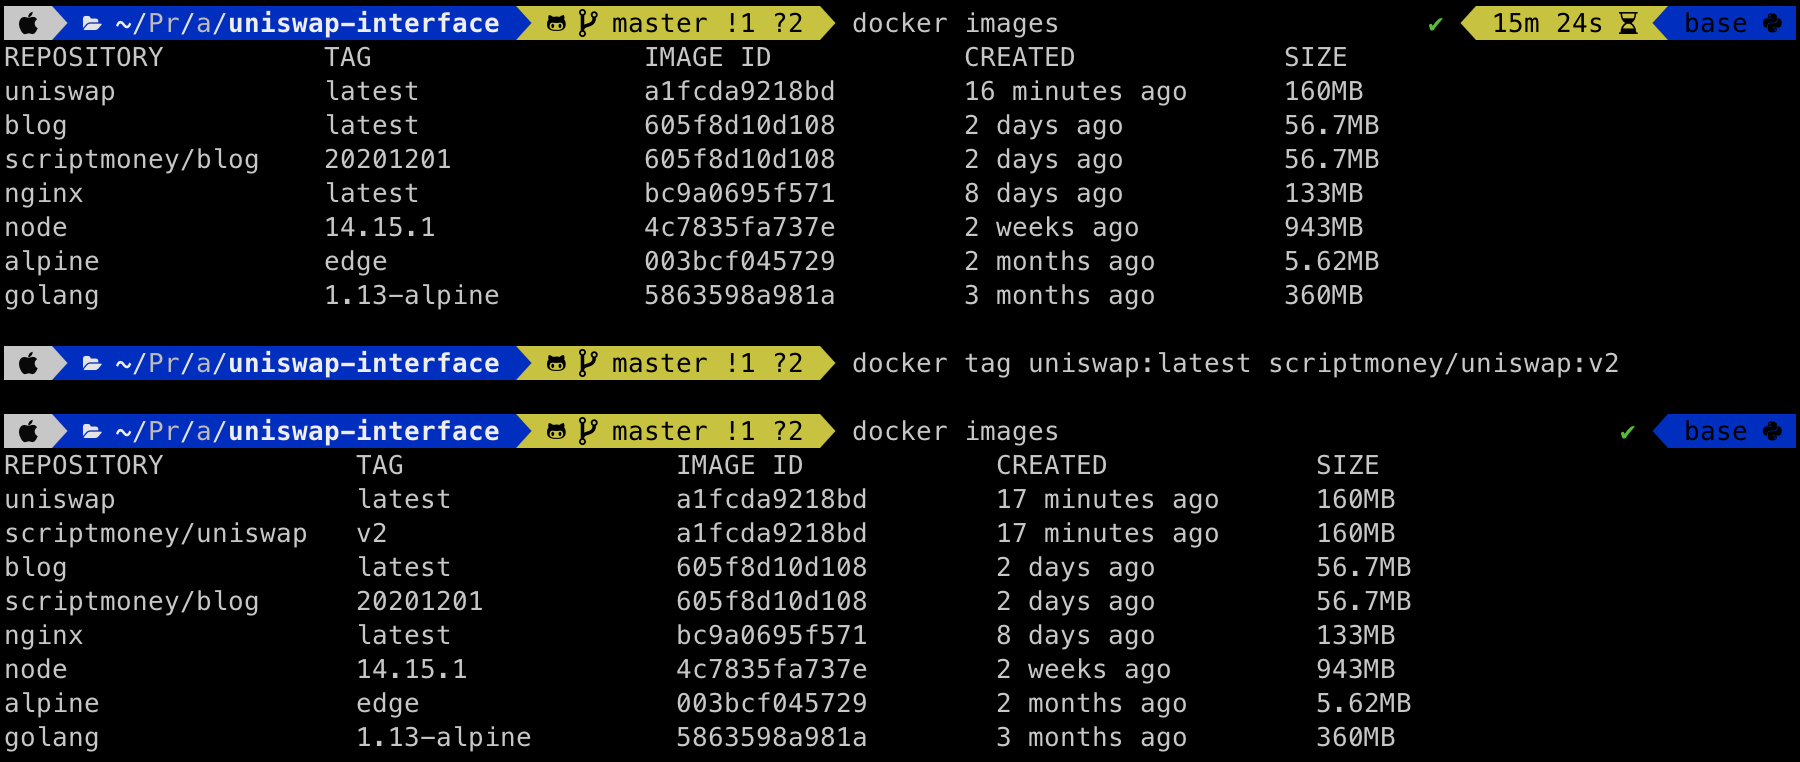 ~/Pr/a/uniswap-interface master !1 ?2 docker images ✔ 15m 24s base
REPOSITORY TAG IMAGE ID CREATED SIZE
uniswap latest a1fcda9218bd 16 minutes ago 160MB
blog latest 605f8d10d108 2 days ago 56.7MB
scriptmoney/blog 20201201 605f8d10d108 2 days ago 56.7MB
nginx latest bc9a0695f571 8 days ago 133MB
node 14.15.1 4c7835fa737e 2 weeks ago 943MB
alpine edge 003bcf045729 2 months ago 5.62MB
golang 1.13-alpine 5863598a981a 3 months ago 360MB
~/Pr/a/uniswap-interface master !1 ?2 docker tag uniswap:latest scriptmoney/uniswap:v2
~/Pr/a/uniswap-interface master !1 ?2 docker images ✔ base
REPOSITORY TAG IMAGE ID CREATED SIZE
uniswap latest a1fcda9218bd 17 minutes ago 160MB
scriptmoney/uniswap v2 a1fcda9218bd 17 minutes ago 160MB
blog latest 605f8d10d108 2 days ago 56.7MB
scriptmoney/blog 20201201 605f8d10d108 2 days ago 56.7MB
nginx latest bc9a0695f571 8 days ago 133MB
node 14.15.1 4c7835fa737e 2 weeks ago 943MB
alpine edge 003bcf045729 2 months ago 5.62MB
golang 1.13-alpine 5863598a981a 3 months ago 360MB